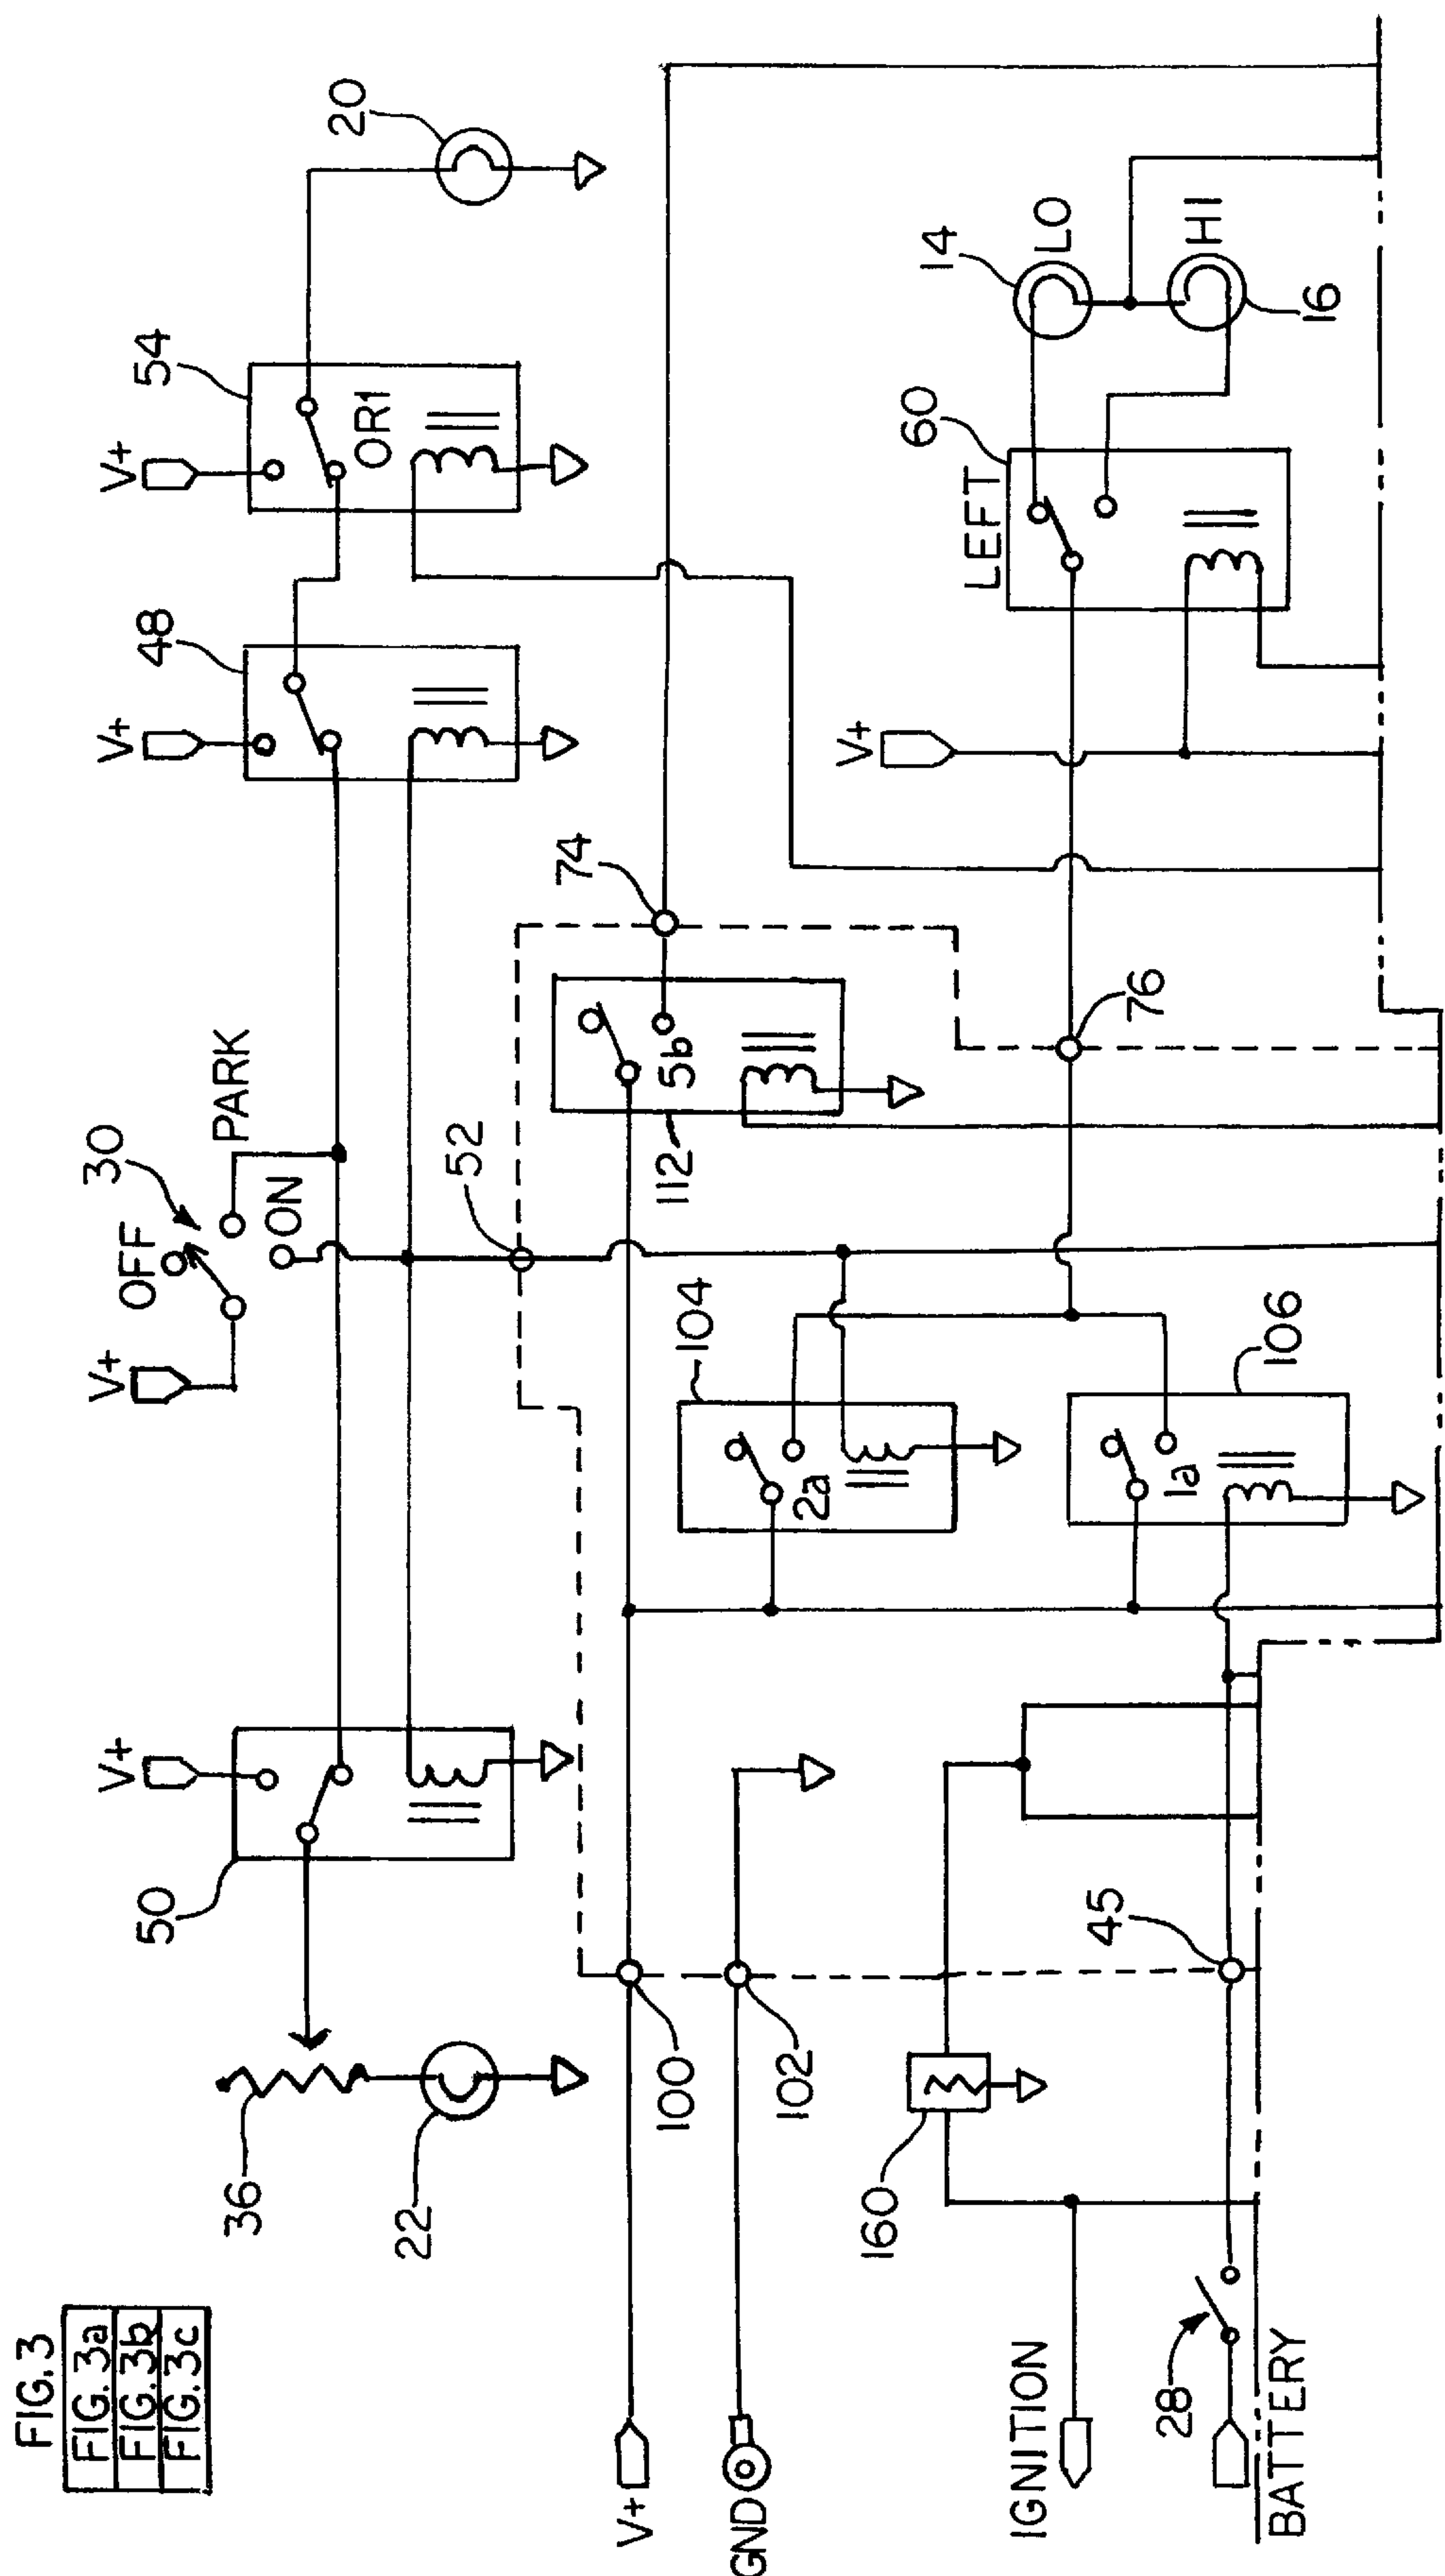 FIG.3
FIG.3a
FIG.3b
FIG.3c
36
22
50
V+
V+
30
OFF
PARK
ON
52
48
V+
54
V+
OR1
20
V+
100
GND
102
104
2a
112
5b
74
76
V+
LEFT
60
14
LO
HI
16
160
IGNITION
45
106
1a
28
BATTERY